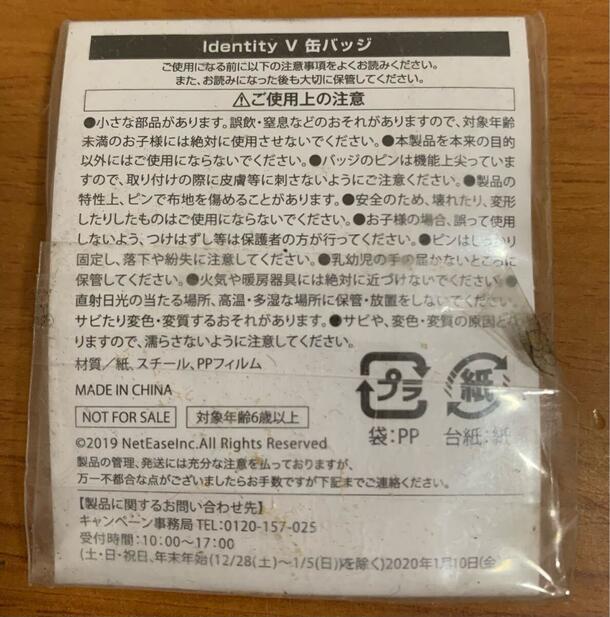 Identity V 缶バッジ
ご使用になる前に以下の注意事項をよくお読みください。
また、お読みになった後も大切に保管してください。
⚠ご使用上の注意
●小さな部品があります。誤飲・窒息などのおそれがありますので、対象年齢
未満のお子様には絶対に使用させないでください。●本製品を本来の目的
以外にはご使用にならないでください。●バッジのピンは機能上尖っていま
すので、取り付けの際に皮膚等に刺さないようにご注意ください。●製品の
特性上、ピンで布地を傷めることがあります。●安全のため、壊れたり、変形
したりしたものはご使用にならないでください。●お子様の場合、誤って使用
しないよう、つけはずし等は保護者の方が行ってください。●ピンはしっかり
固定し、落下や紛失に注意してください。●乳幼児の手の届かないところに
保管してください。●火気や暖房器具には絶対に近づけないでください。●
直射日光の当たる場所、高温・多湿な場所に保管・放置をしないでください。
サビたり変色・変質するおそれがあります。●サビや、変色・変質の原因とな
りますので、濡らさないように注意してください。
材質／紙、スチール、PPフィルム
MADE IN CHINA
NOT FOR SALE 対象年齢6歳以上
プラ 紙
袋:PP 台紙:紙
©2019 NetEaseInc.All Rights Reserved
製品の管理、発送には充分な注意を払っておりますが、
万一不都合な点がございましたらお手数ですが下記までご連絡ください。
【製品に関するお問い合わせ先】
キャンペーン事務局 TEL:0120-157-025
受付時間:10:00〜17:00
(土・日・祝日、年末年始(12/28(土)〜1/5(日))を除く)2020年1月10日(金)